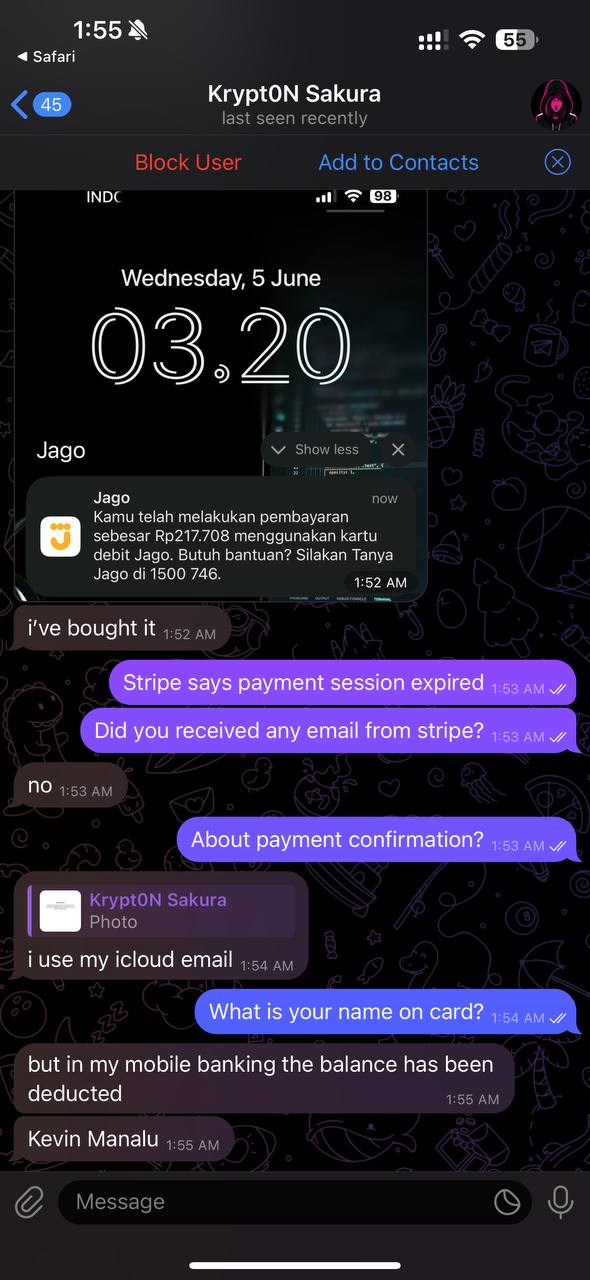 1:55
55
Safari
45
Krypt0N Sakura
last seen recently
Block User
Add to Contacts
98
Wednesday, 5 June
03.20
Jago
Show less
Jago
now
Kamu telah melakukan pembayaran
sebesar Rp217.708 menggunakan kartu
debit Jago. Butuh bantuan? Silakan Tanya
Jago di 1500 746.
1:52 AM
i've bought it 1:52 AM
Stripe says payment session expired 1:53 AM
Did you received any email from stripe? 1:53 AM
no 1:53 AM
About payment confirmation? 1:53 AM
Krypt0N Sakura
Photo
i use my icloud email 1:54 AM
What is your name on card? 1:54 AM
but in my mobile banking the balance has been
deducted
1:55 AM
Kevin Manalu 1:55 AM
Message